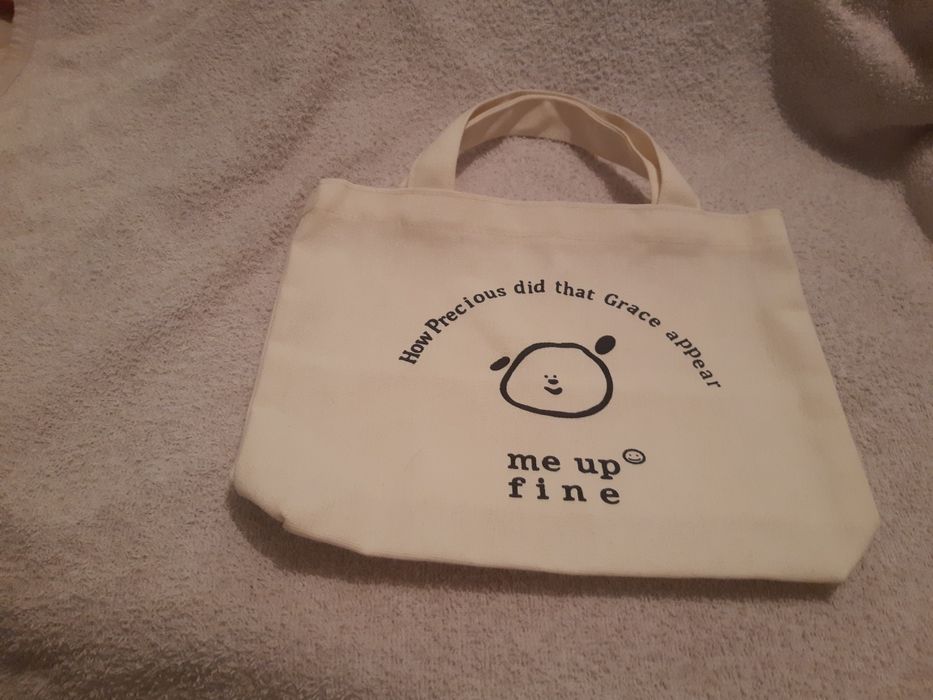 How Precious did that Grace appear
me up
fine